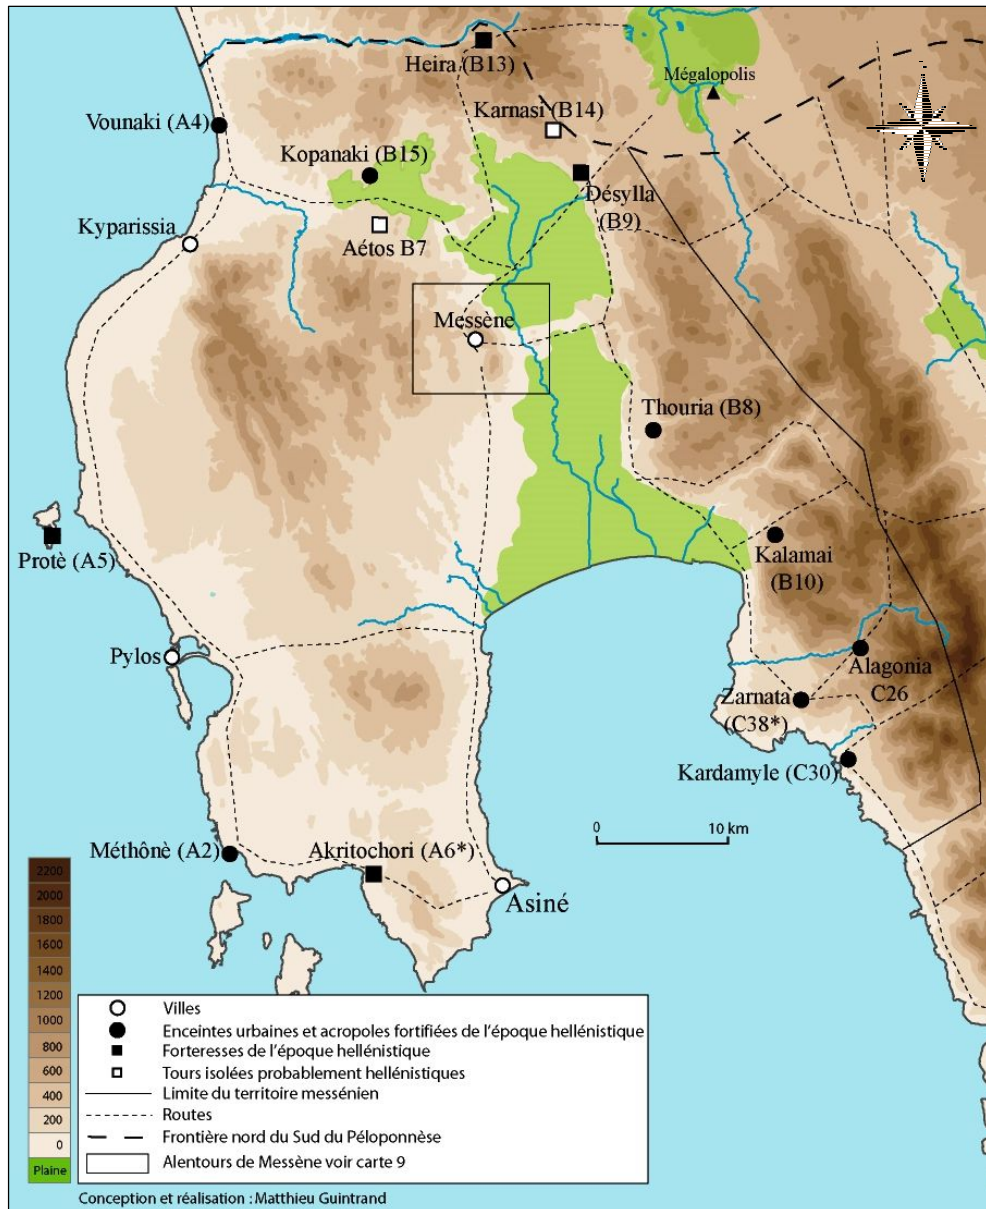 Heira (B13)
Mégalopolis
Karnasi (B14)
Vounaki (A4)
Kopanaki (B15)
Désylla
(B9)
Kyparissia
Aétos B7
Messène
Thouria (B8)
Protè (A5)
Kalamai
(B10)
Pylos
Alagonia
C26
Zarnata
(C38*)
Kardamyle (C30)
0 10 km
Méthônè (A2)
Akritochori (A6*)
Asiné
2200
2000
1800
1600
1400
1200
1000
800
600
400
200
0
Plaine
Villes
Enceintes urbaines et acropoles fortifiées de l'époque hellénistique
Forteresses de l'époque hellénistique
Tours isolées probablement hellénistiques
Limite du territoire messénien
Routes
Frontière nord du Sud du Péloponnèse
Alentours de Messène voir carte 9
Conception et réalisation : Matthieu Guintrand